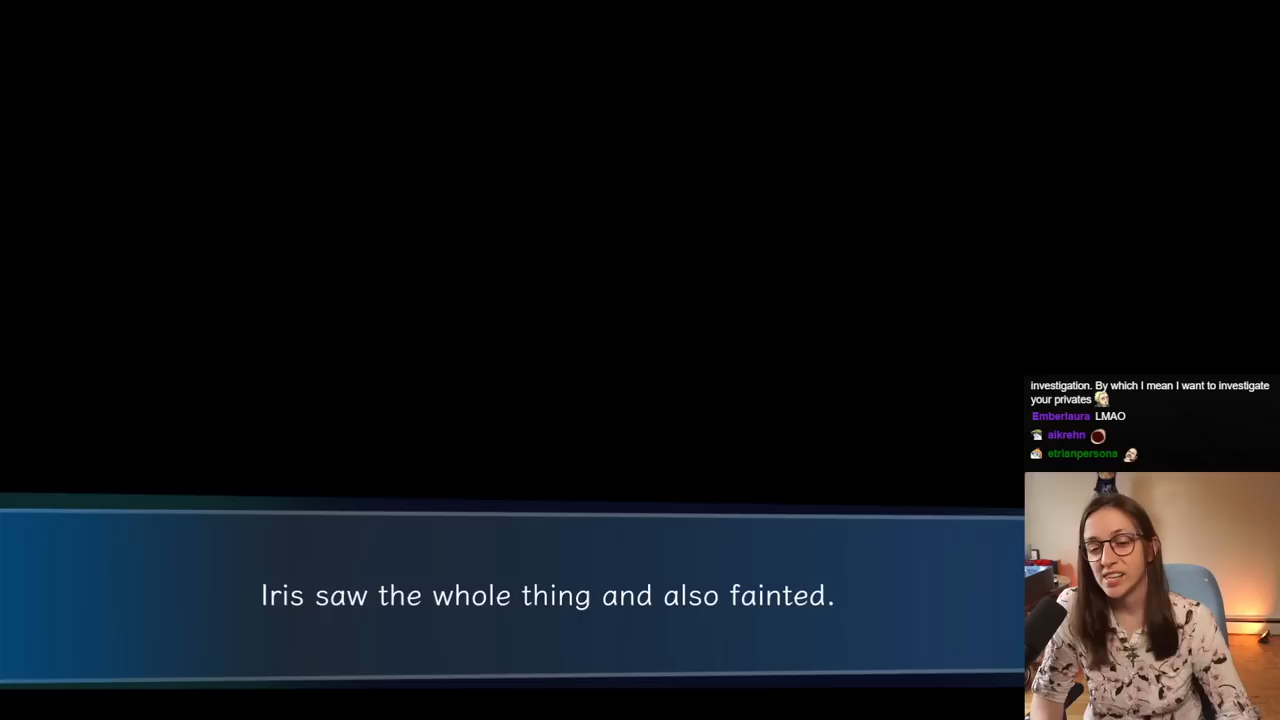 investigation. By which I mean I want to investigate
your privates
Emberlaura LMAO
aikrehn
etrianpersona
Iris saw the whole thing and also fainted.